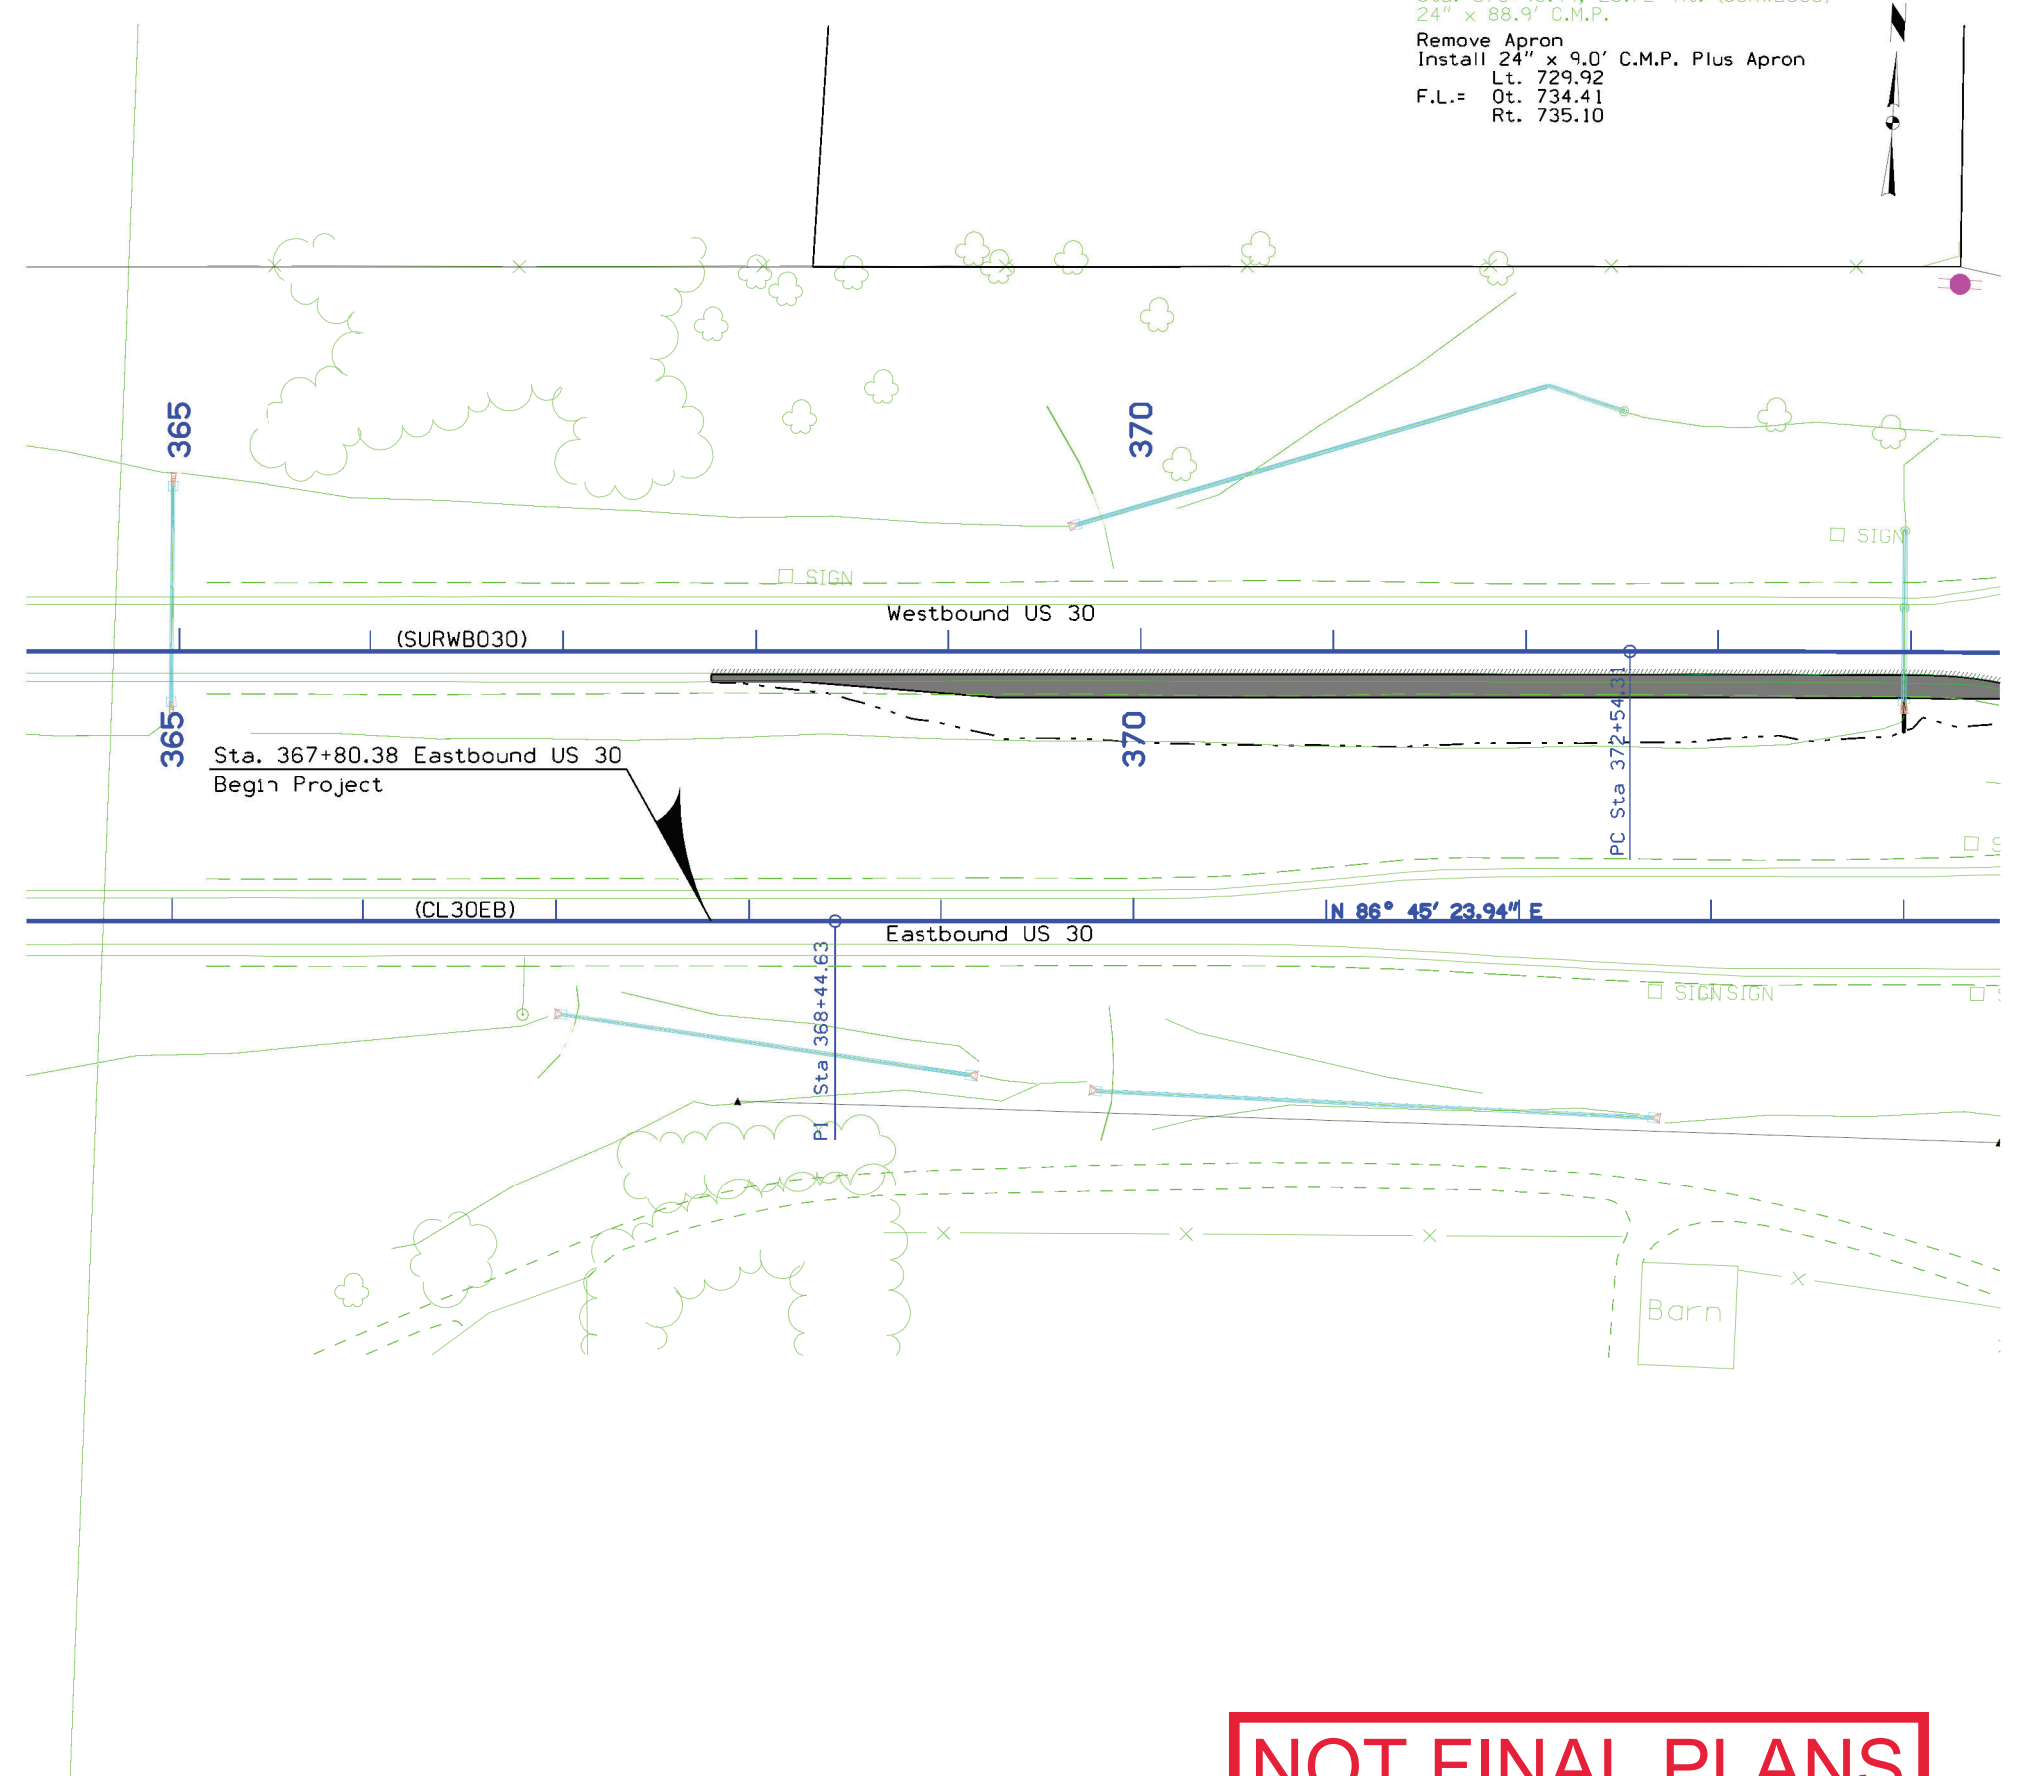 24" x 88.9' C.M.P.
Remove Apron
Install 24" x 9.0' C.M.P. Plus Apron
Lt. 729.92
F.L.= Ot. 734.41
Rt. 735.10
N
365
370
SIGN
SIGN
Westbound US 30
(SURWB030)
365
370
PC Sta 372+54.31
Sta. 367+80.38 Eastbound US 30
Begin Project
(CL30EB)
N 86° 45' 23.94" E
Eastbound US 30
PI Sta 368+44.63
SIGN SIGN
Barn
NOT FINAL PLANS